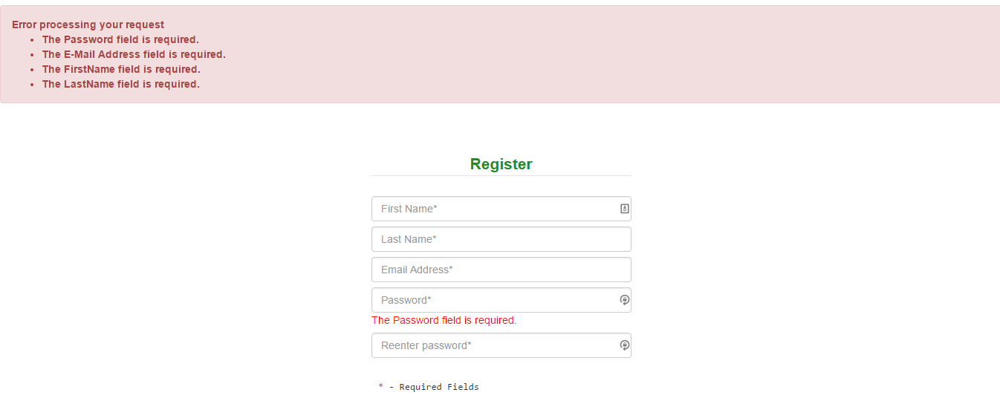 Error processing your request
• The Password field is required.
• The E-Mail Address field is required.
• The FirstName field is required.
• The LastName field is required.
Register
First Name*
Last Name*
Email Address*
Password*
The Password field is required.
Reenter password*
* - Required Fields